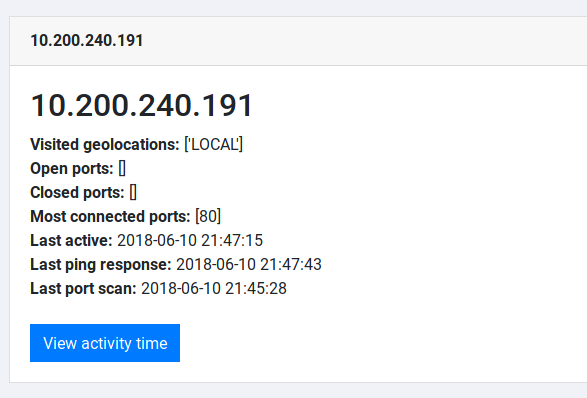 10.200.240.191
10.200.240.191
Visited geolocations: ['LOCAL']
Open ports: []
Closed ports: []
Most connected ports: [80]
Last active: 2018-06-10 21:47:15
Last ping response: 2018-06-10 21:47:43
Last port scan: 2018-06-10 21:45:28
View activity time